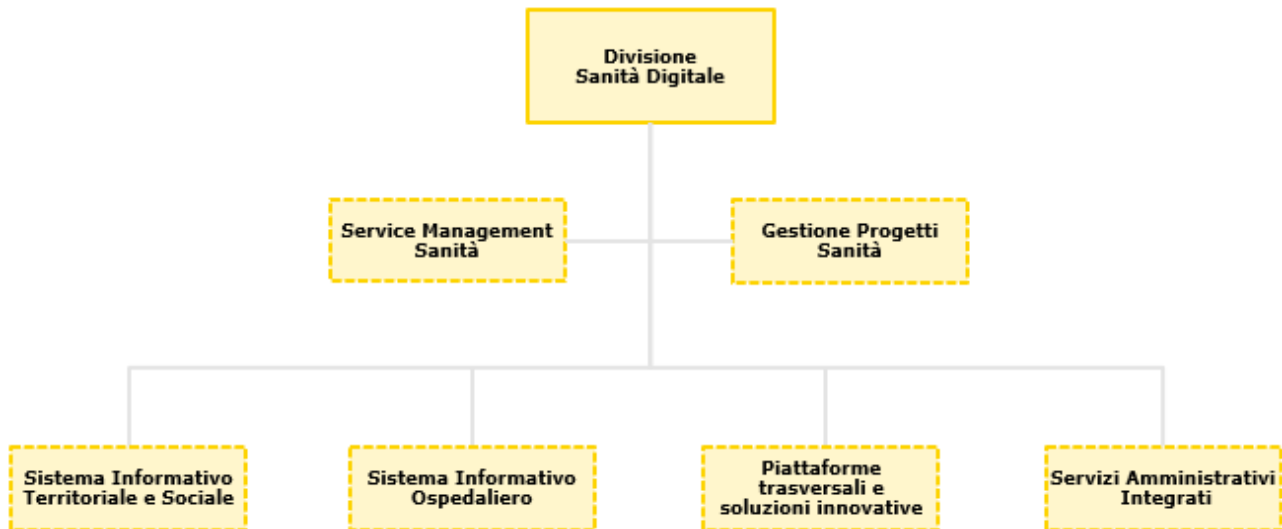 Divisione
Sanità Digitale
Service Management
Sanità
Gestione Progetti
Sanità
Sistema Informativo
Territoriale e Sociale
Sistema Informativo
Ospedaliero
Piattaforme
trasversali e
soluzioni innovative
Servizi Amministrativi
Integrati